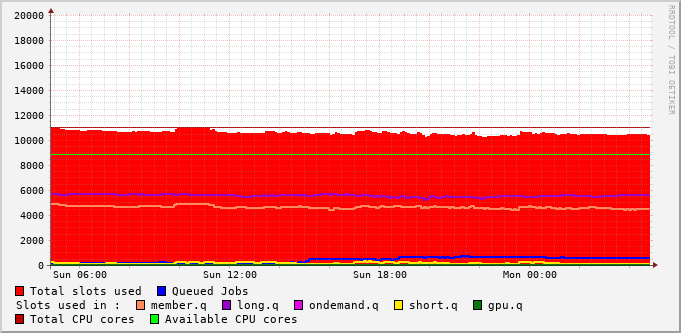 RRDTOOL / TOBI OETIKER
20000
18000
16000
14000
12000
10000
8000
6000
4000
2000
0
Sun 06:00 Sun 12:00 Sun 18:00 Mon 00:00
Total slots used Queued Jobs
Slots used in : member.q long.q ondemand.q short.q gpu.q
Total CPU cores Available CPU cores